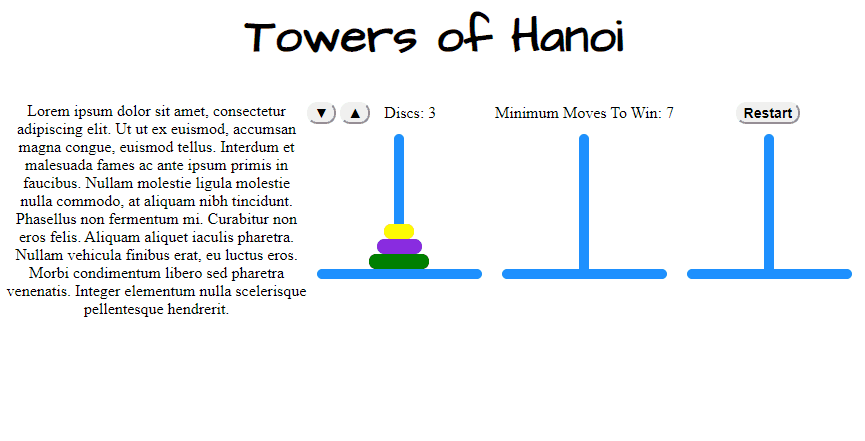 Towers of Hanoi
Lorem ipsum dolor sit amet, consectetur
adipiscing elit. Ut ut ex euismod, accumsan
magna congue, euismod tellus. Interdum et
malesuada fames ac ante ipsum primis in
faucibus. Nullam molestie ligula molestie
nulla commodo, at aliquam nibh tincidunt.
Phasellus non fermentum mi. Curabitur non
eros felis. Aliquam aliquet iaculis pharetra.
Nullam vehicula finibus erat, eu luctus eros.
Morbi condimentum libero sed pharetra
venenatis. Integer elementum nulla scelerisque
pellentesque hendrerit.
▼ ▲ Discs: 3
Minimum Moves To Win: 7
Restart